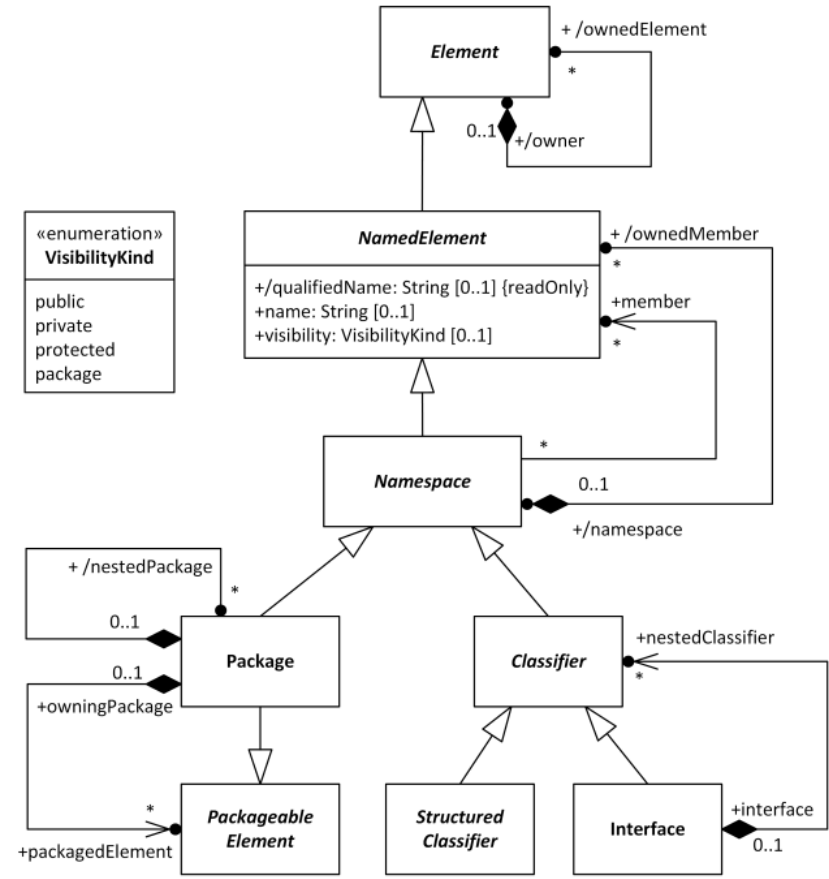 Element
+ /ownedElement
*
0..1
+/owner
«enumeration»
VisibilityKind
public
private
protected
package
NamedElement
+/qualifiedName: String [0..1] {readOnly}
+name: String [0..1]
+visibility: VisibilityKind [0..1]
+ /ownedMember
*
+member
*
Namespace
*
0..1
+/namespace
+ /nestedPackage
*
0..1
0..1
+owningPackage
Package
Classifier
+nestedClassifier
*
*
+packagedElement
Packageable
Element
Structured
Classifier
Interface
+interface
0..1